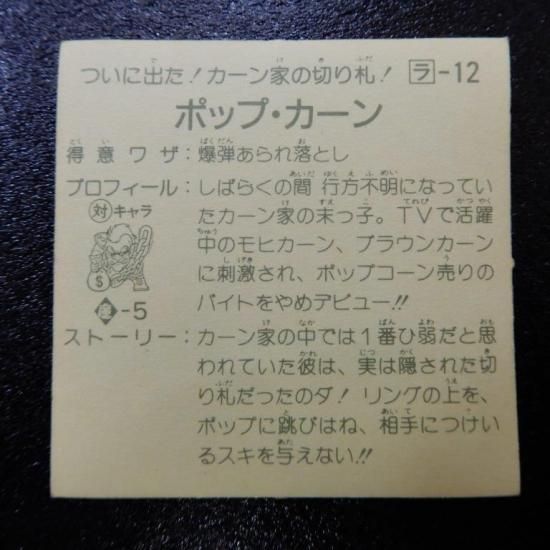 ついに出た!カーン家の切り札! ラ-12
ポップ・カーン
得意ワザ:爆弾あられ落とし
プロフィール:しばらくの間 行方不明になってい
たカーン家の末っ子。TVで活躍
中のモヒカーン、ブラウンカーン
に刺激され、ポップコーン売りの
バイトをやめデビュー!!
対キャラ
$
-5
ストーリー:カーン家の中では1番ひ弱だと思
われていた彼は、実は隠された切
り札だったのダ!リングの上を、
ポップに跳びはね、相手につけい
るスキを与えない!!